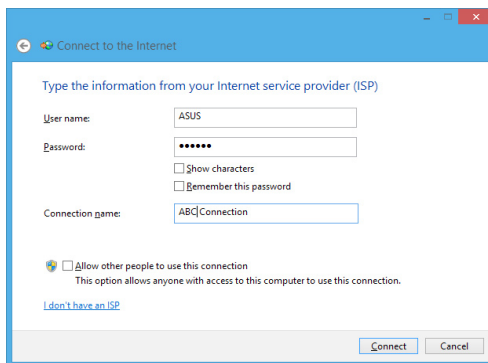 Connect to the Internet
Type the information from your Internet service provider (ISP)
User name:
ASUS
Password:
••••••
Show characters
Remember this password
Connection name:
ABC Connection
Allow other people to use this connection
This option allows anyone with access to this computer to use this connection.
I don't have an ISP
Connect
Cancel